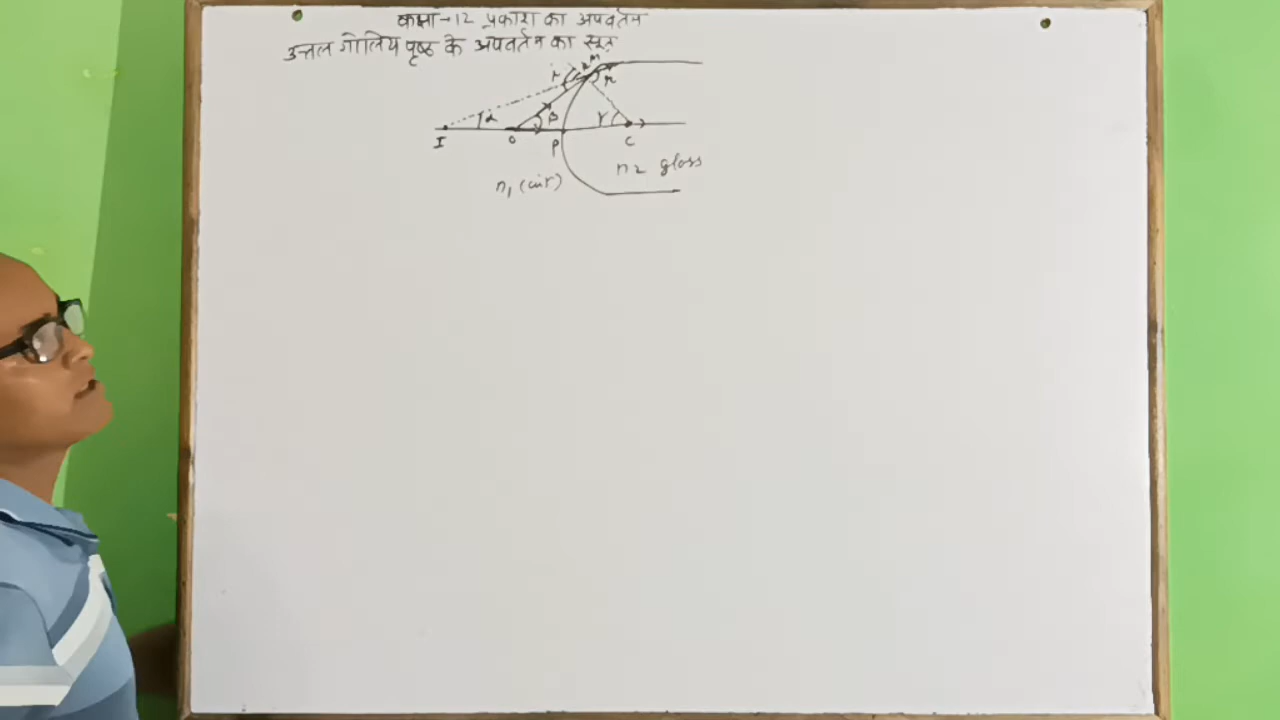 कक्षा → 12 प्रकाश का अपवर्तन
उत्तल गोलिय पृष्ठ के अपवर्तन का सूत्र
i M r
α β γ
I O P C
n₁ (air) n2 glass